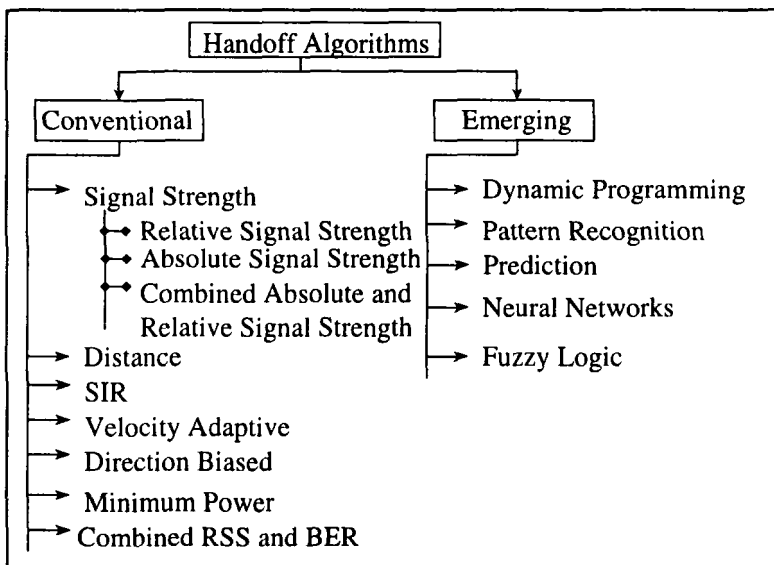 Handoff Algorithms
Conventional
Signal Strength
Relative Signal Strength
Absolute Signal Strength
Combined Absolute and
Relative Signal Strength
Distance
SIR
Velocity Adaptive
Direction Biased
Minimum Power
Combined RSS and BER
Emerging
Dynamic Programming
Pattern Recognition
Prediction
Neural Networks
Fuzzy Logic